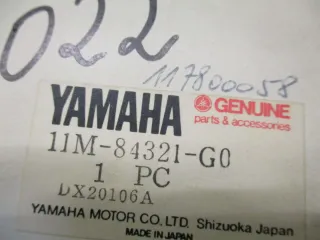 022
117800058
YAMAHA
GENUINE
parts & accessories
11M-84321-G0
1 PC
DX20106A
YAMAHA MOTOR CO., LTD. Shizuoka Japan
MADE IN JAPAN